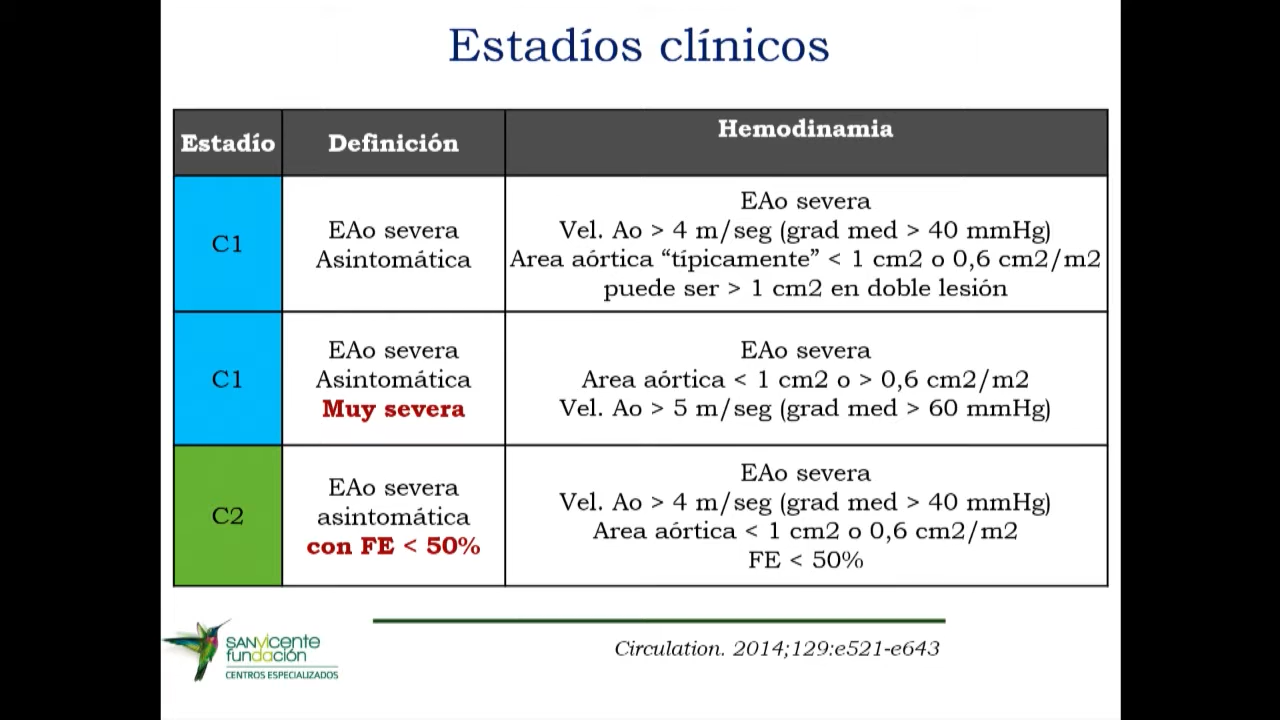 Estadíos clínicos
Estadío
Definición
Hemodinamia
C1
EAo severa
Asintomática
EAo severa
Vel. Ao > 4 m/seg (grad med > 40 mmHg)
Area aórtica “típicamente” < 1 cm2 o 0,6 cm2/m2
puede ser > 1 cm2 en doble lesión
C1
EAo severa
Asintomática
Muy severa
EAo severa
Area aórtica < 1 cm2 o > 0,6 cm2/m2
Vel. Ao > 5 m/seg (grad med > 60 mmHg)
C2
EAo severa
asintomática
con FE < 50%
EAo severa
Vel. Ao > 4 m/seg (grad med > 40 mmHg)
Area aórtica < 1 cm2 o 0,6 cm2/m2
FE < 50%
SANVICENTE
fundación
CENTROS ESPECIALIZADOS
Circulation. 2014;129:e521-e643